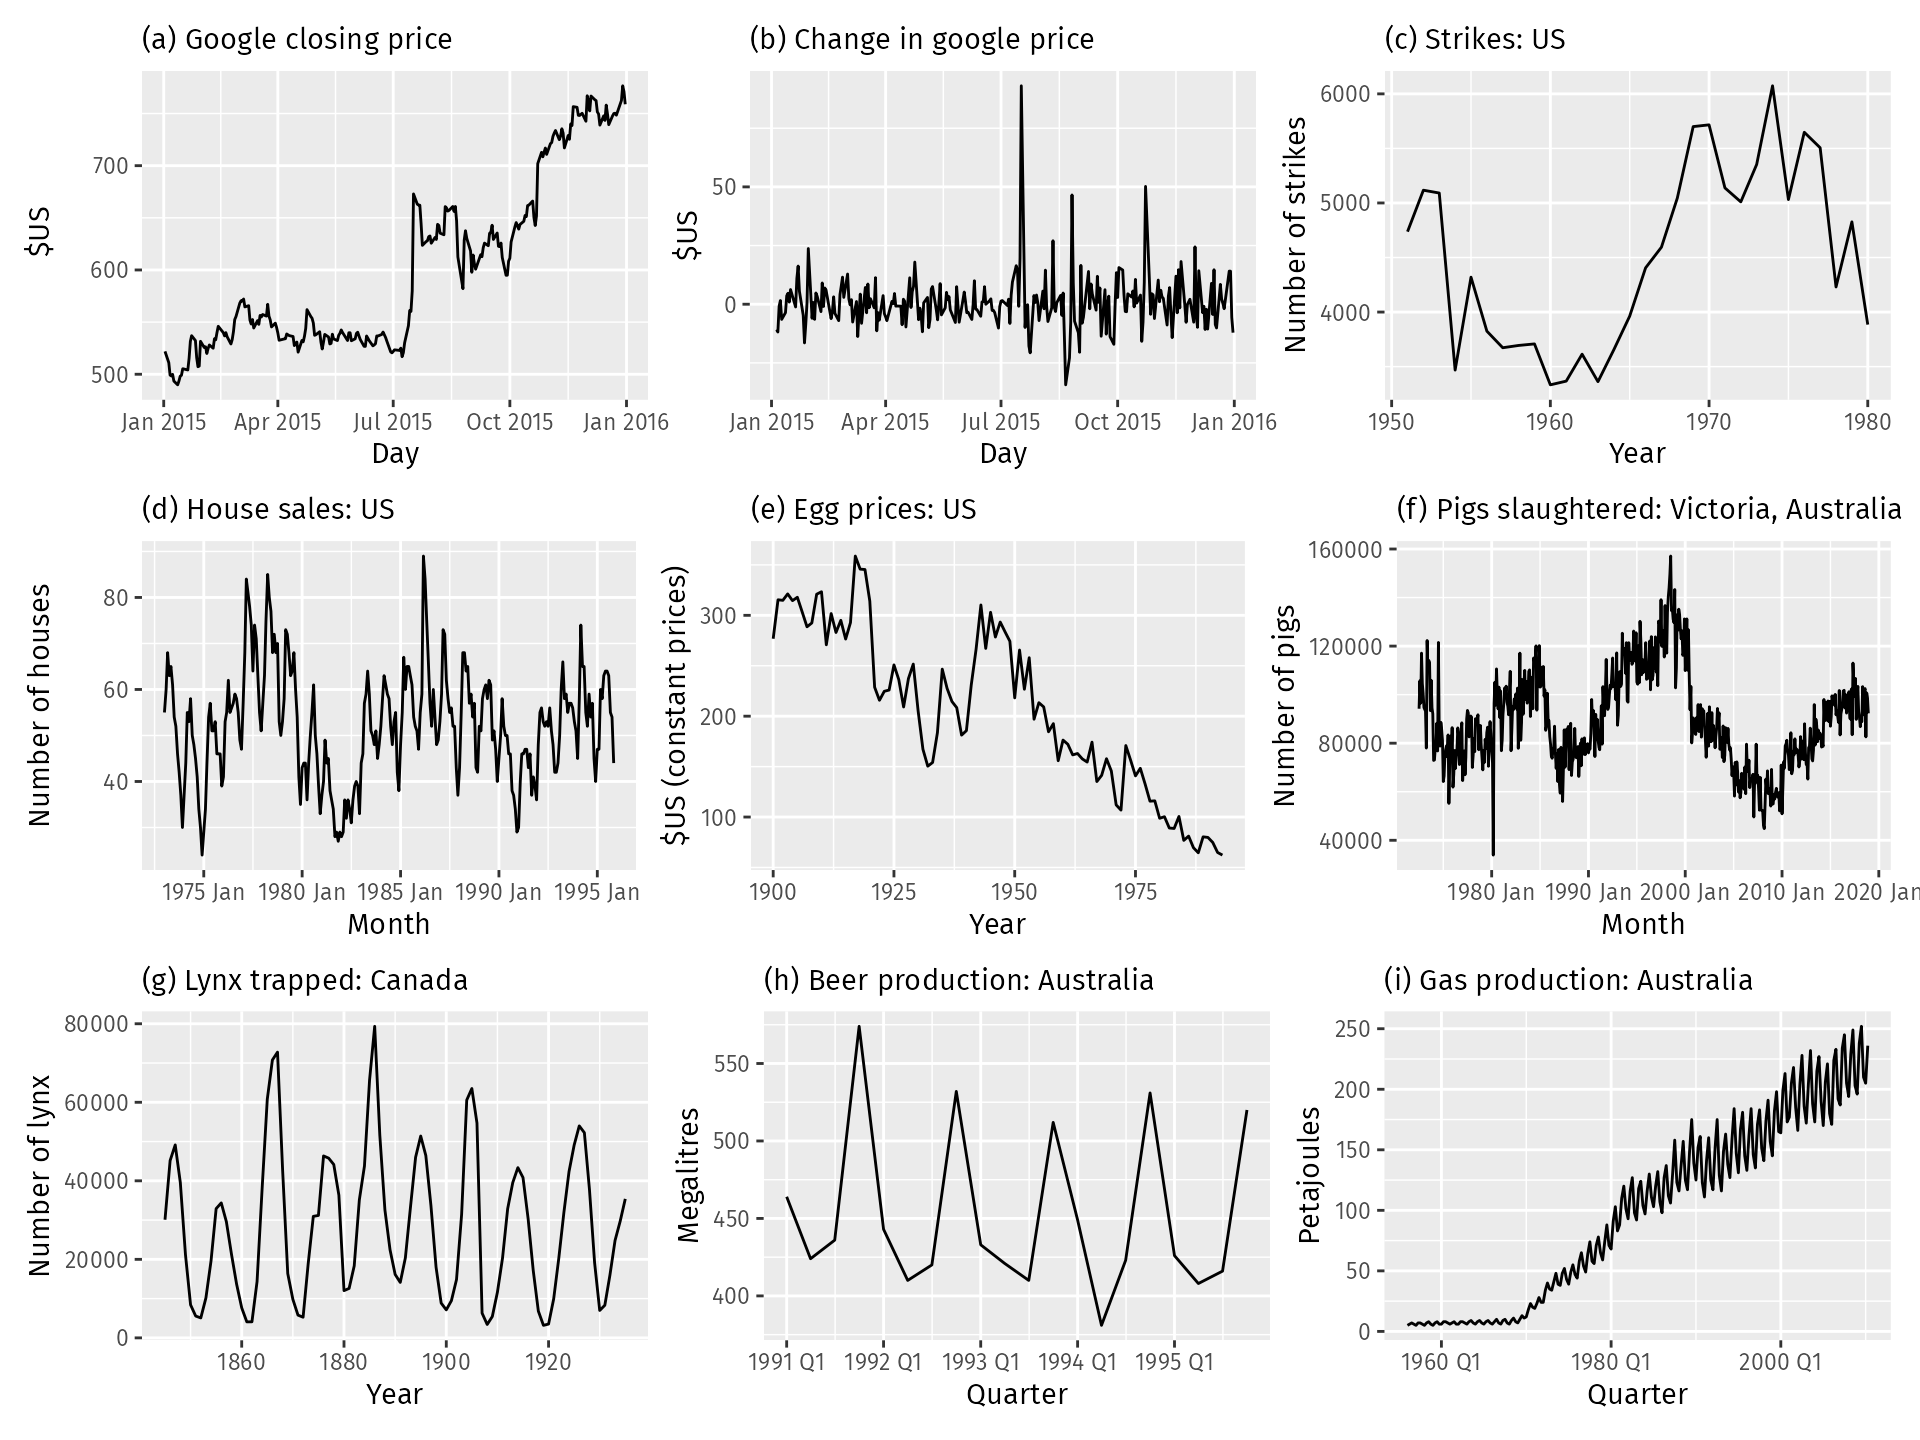 (a) Google closing price
$US
700
600
500
Jan 2015 Apr 2015 Jul 2015 Oct 2015 Jan 2016
Day
(b) Change in google price
$US
50
0
Jan 2015 Apr 2015 Jul 2015 Oct 2015 Jan 2016
Day
(c) Strikes: US
Number of strikes
6000
5000
4000
1950 1960 1970 1980
Year
(d) House sales: US
Number of houses
80
60
40
1975 Jan 1980 Jan 1985 Jan 1990 Jan 1995 Jan
Month
(e) Egg prices: US
$US (constant prices)
300
200
100
1900 1925 1950 1975
Year
(f) Pigs slaughtered: Victoria, Australia
Number of pigs
160000
120000
80000
40000
1980 Jan 1990 Jan 2000 Jan 2010 Jan 2020 Jan
Month
(g) Lynx trapped: Canada
Number of lynx
80000
60000
40000
20000
0
1860 1880 1900 1920
Year
(h) Beer production: Australia
Megalitres
550
500
450
400
1991 Q1 1992 Q1 1993 Q1 1994 Q1 1995 Q1
Quarter
(i) Gas production: Australia
Petajoules
250
200
150
100
50
0
1960 Q1 1980 Q1 2000 Q1
Quarter